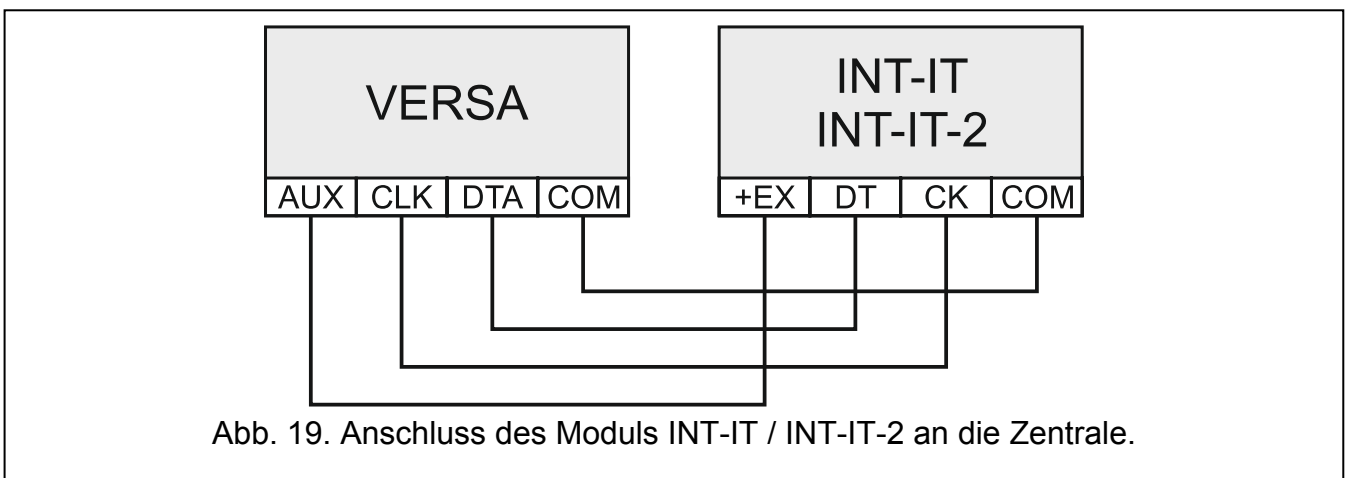 VERSA
AUX CLK DTA COM
INT-IT
INT-IT-2
+EX DT CK COM
Abb. 19. Anschluss des Moduls INT-IT / INT-IT-2 an die Zentrale.